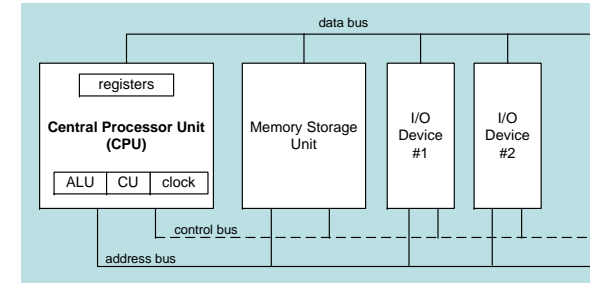 data bus
registers
Central Processor Unit
(CPU)
ALU CU clock
Memory Storage
Unit
I/O
Device
#1
I/O
Device
#2
control bus
address bus